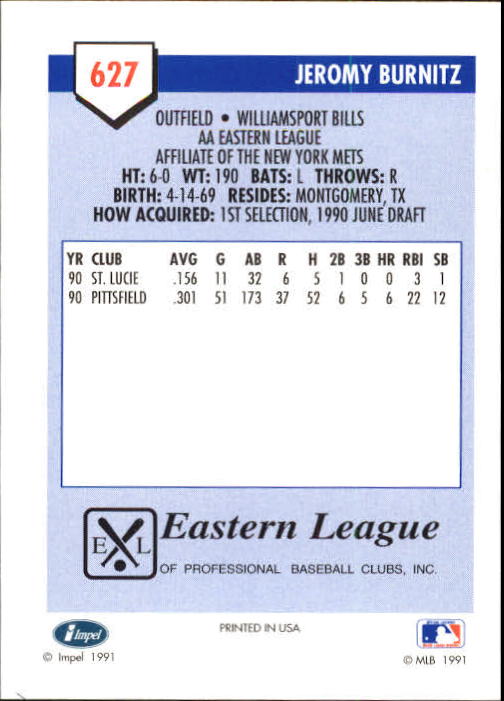 627
JEROMY BURNITZ
OUTFIELD • WILLIAMSPORT BILLS
AA EASTERN LEAGUE
AFFILIATE OF THE NEW YORK METS
HT: 6-0 WT: 190 BATS: L THROWS: R
BIRTH: 4-14-69 RESIDES: MONTGOMERY, TX
HOW ACQUIRED: 1ST SELECTION, 1990 JUNE DRAFT
YR CLUB AVG G AB R H 2B 3B HR RBI SB
90 ST. LUCIE .156 11 32 6 5 1 0 0 3 1
90 PITTSFIELD .301 51 173 37 52 6 5 6 22 12
E L
Eastern League
OF PROFESSIONAL BASEBALL CLUBS, INC.
impel
PRINTED IN USA
© Impel 1991
© MLB 1991